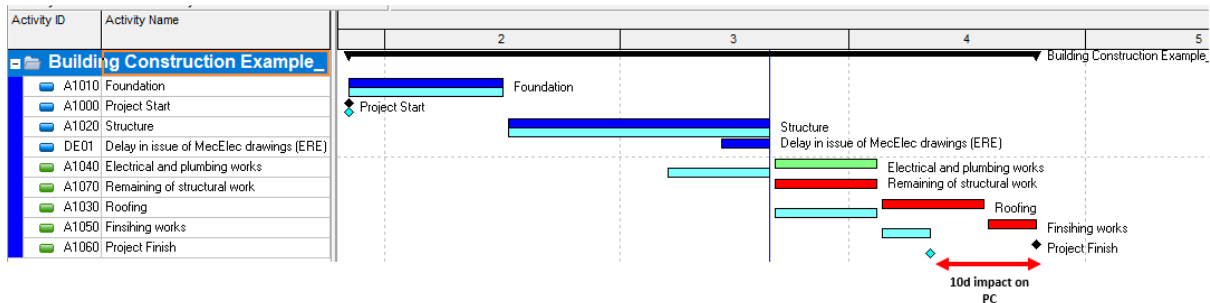 Activity ID Activity Name
2 3 4 5
Building Construction Example_
Building Construction Example_
A1010 Foundation
Foundation
A1000 Project Start
Project Start
A1020 Structure
Structure
DE01 Delay in issue of MecElec drawings (ERE)
Delay in issue of MecElec drawings (ERE)
A1040 Electrical and plumbing works
Electrical and plumbing works
A1070 Remaining of structural work
Remaining of structural work
A1030 Roofing
Roofing
A1050 Finsihing works
Finsihing works
A1060 Project Finish
Project Finish
10d impact on
PC